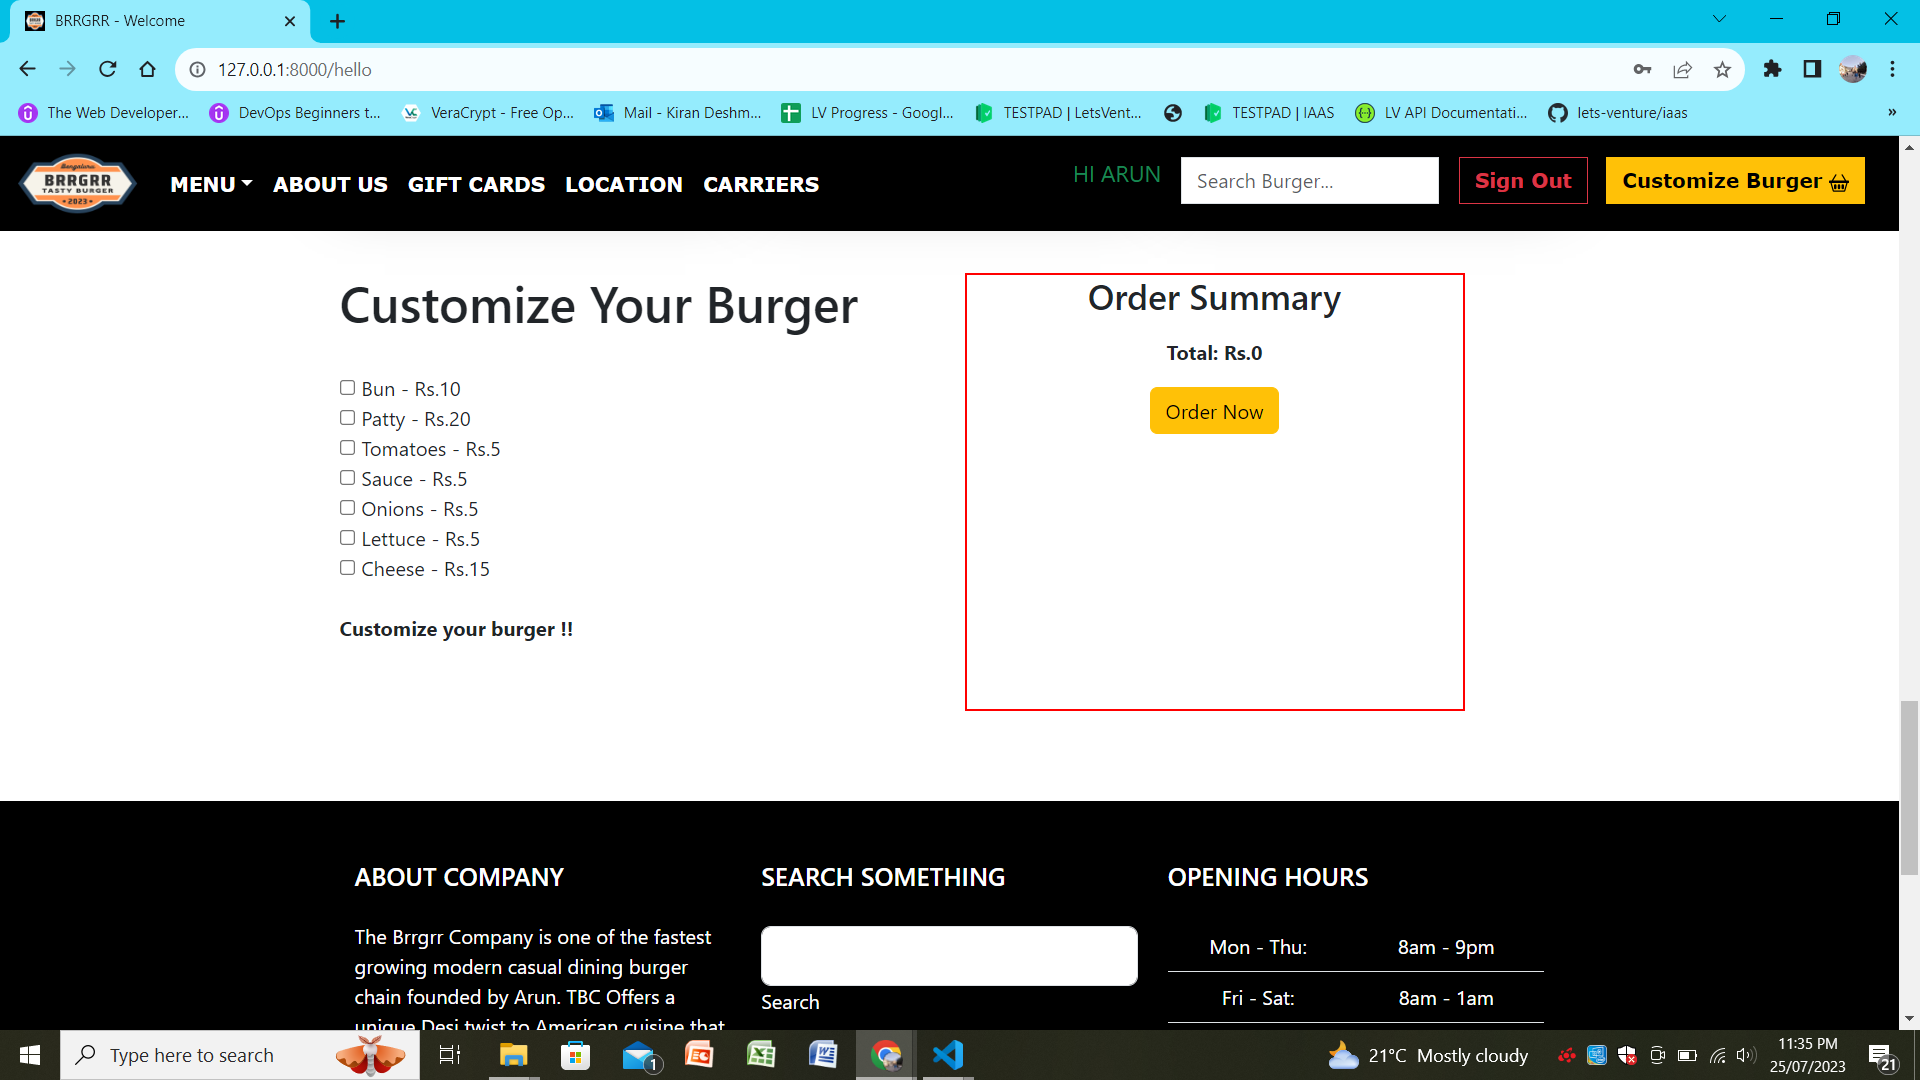 BRRGRR - Welcome
127.0.0.1:8000/hello
The Web Developer...
DevOps Beginners t...
VeraCrypt - Free Op...
Mail - Kiran Deshm...
LV Progress - Googl...
TESTPAD | LetsVent...
TESTPAD | IAAS
LV API Documentati...
lets-venture/iaas
»
Bengaluru
BRRGRR
TASTY BURGER
• 2023 •
MENU
ABOUT US
GIFT CARDS
LOCATION
CARRIERS
HI ARUN
Search Burger...
Sign Out
Customize Burger
Customize Your Burger
Bun - Rs.10
Patty - Rs.20
Tomatoes - Rs.5
Sauce - Rs.5
Onions - Rs.5
Lettuce - Rs.5
Cheese - Rs.15
Customize your burger !!
Order Summary
Total: Rs.0
Order Now
ABOUT COMPANY
The Brrgrr Company is one of the fastest
growing modern casual dining burger
chain founded by Arun. TBC Offers a
unique Desi twist to American cuisine that
SEARCH SOMETHING
Search
OPENING HOURS
Mon - Thu: 8am - 9pm
Fri - Sat: 8am - 1am
Type here to search
1
21°C Mostly cloudy
11:35 PM
25/07/2023
21